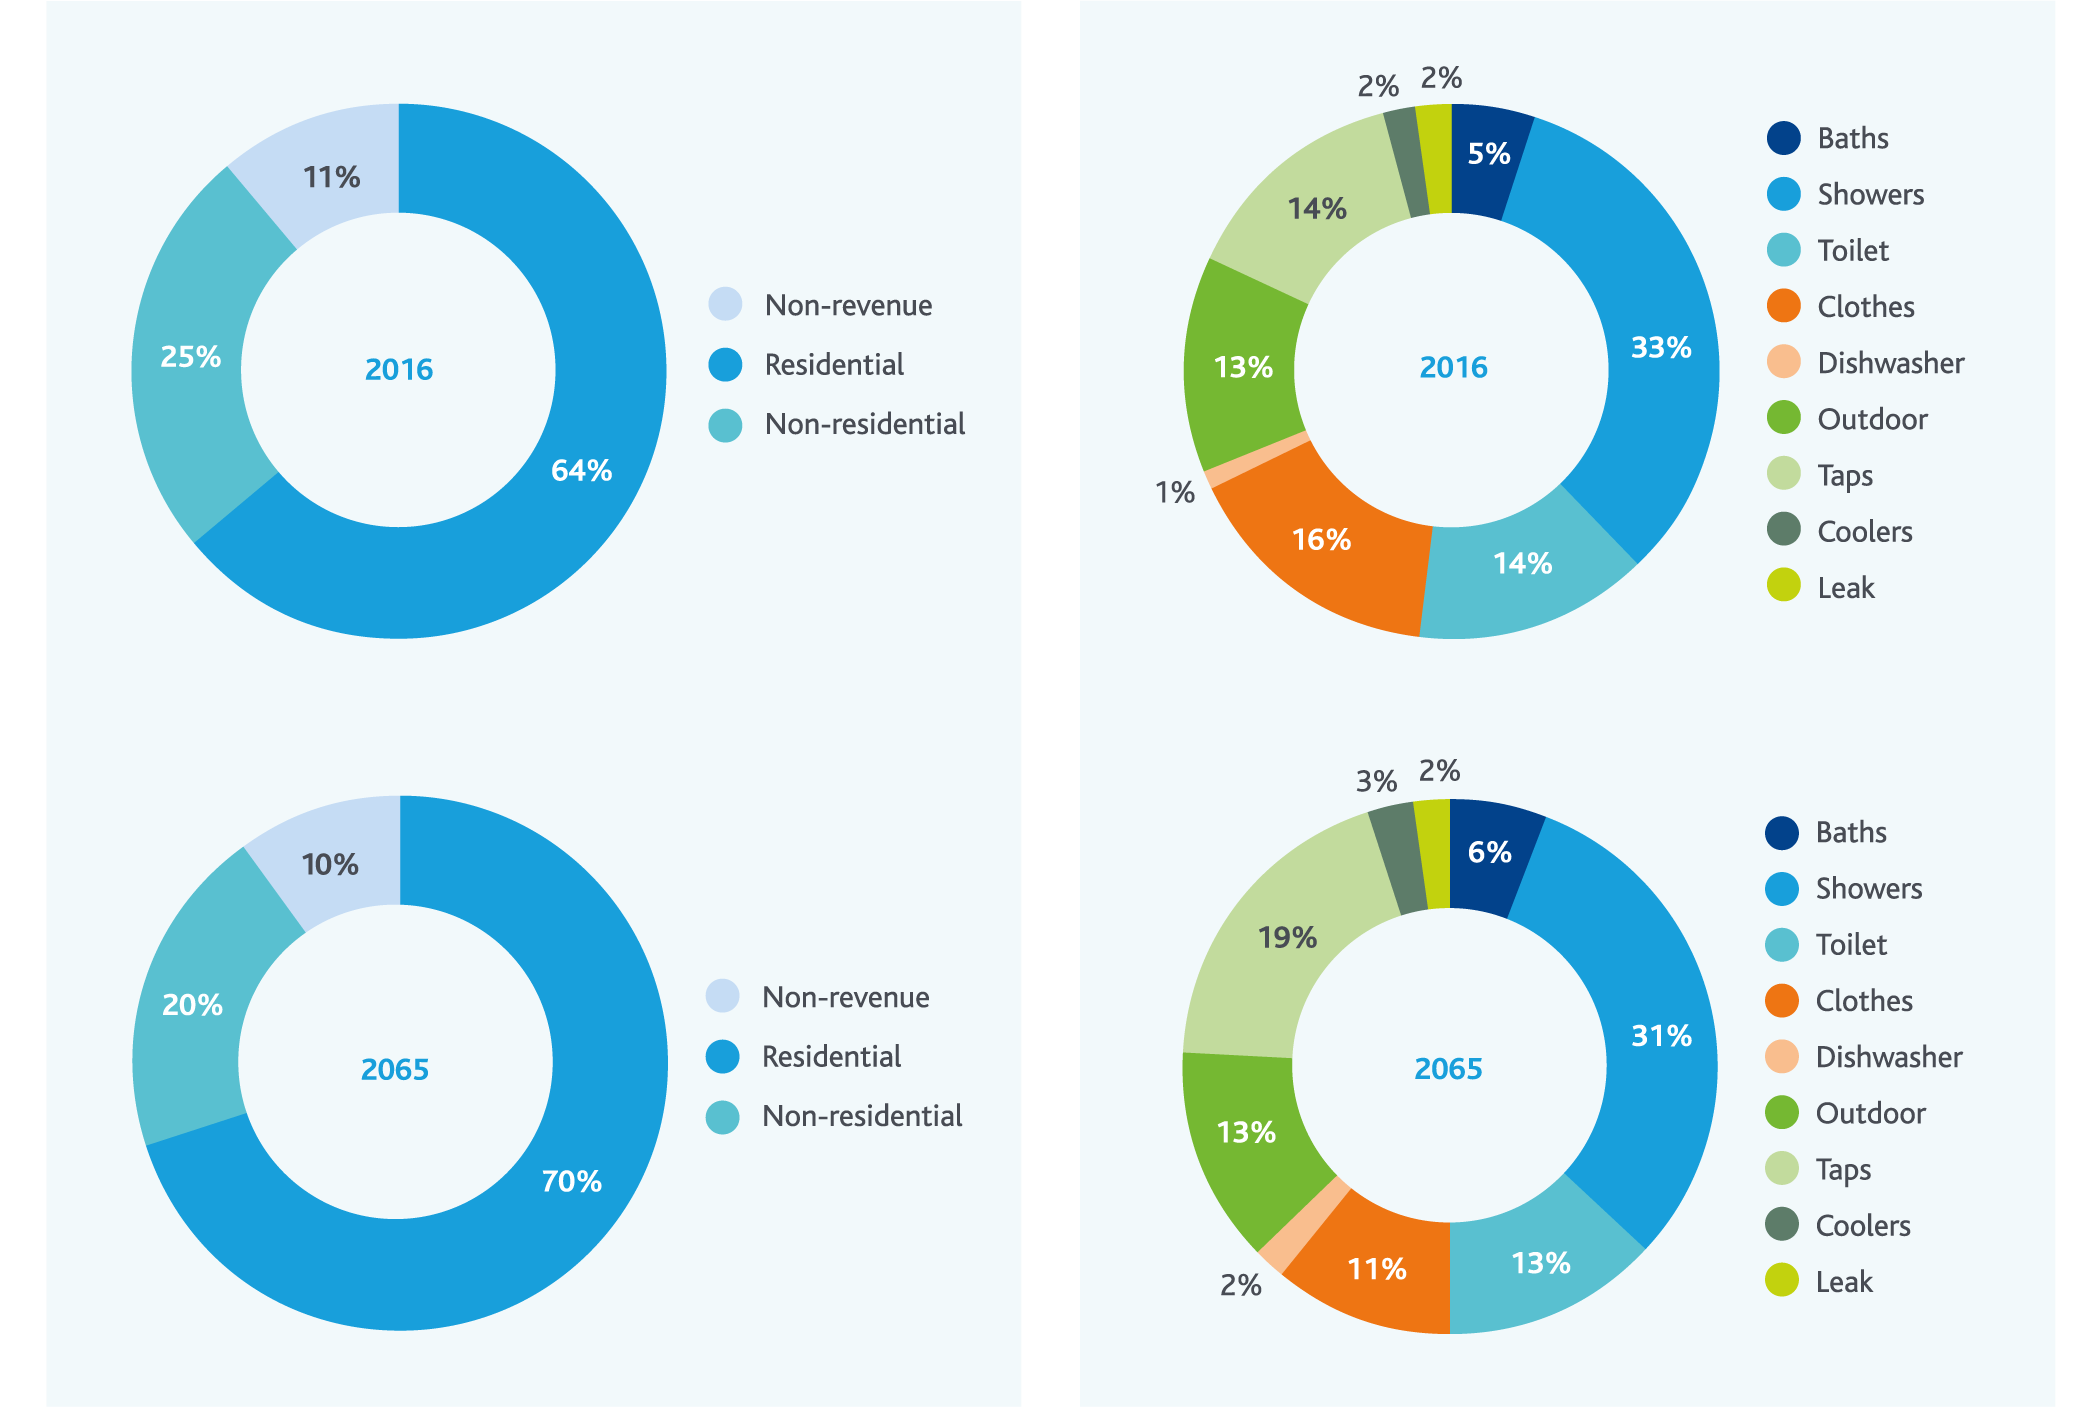 11%
25%
2016
64%
Non-revenue
Residential
Non-residential
10%
20%
2065
70%
Non-revenue
Residential
Non-residential
2% 2%
5%
14%
33%
13%
2016
1%
16%
14%
Baths
Showers
Toilet
Clothes
Dishwasher
Outdoor
Taps
Coolers
Leak
3% 2%
6%
19%
31%
2065
13%
2%
11%
13%
Baths
Showers
Toilet
Clothes
Dishwasher
Outdoor
Taps
Coolers
Leak